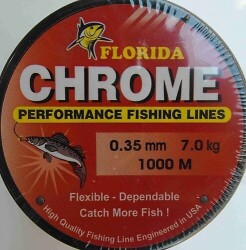 FLORIDA
CHROME
PERFORMANCE FISHING LINES
0.35 mm 7.0 kg
1000 M
Flexible - Dependable
Catch More Fish !
High Quality Fishing Line Engineered in USA